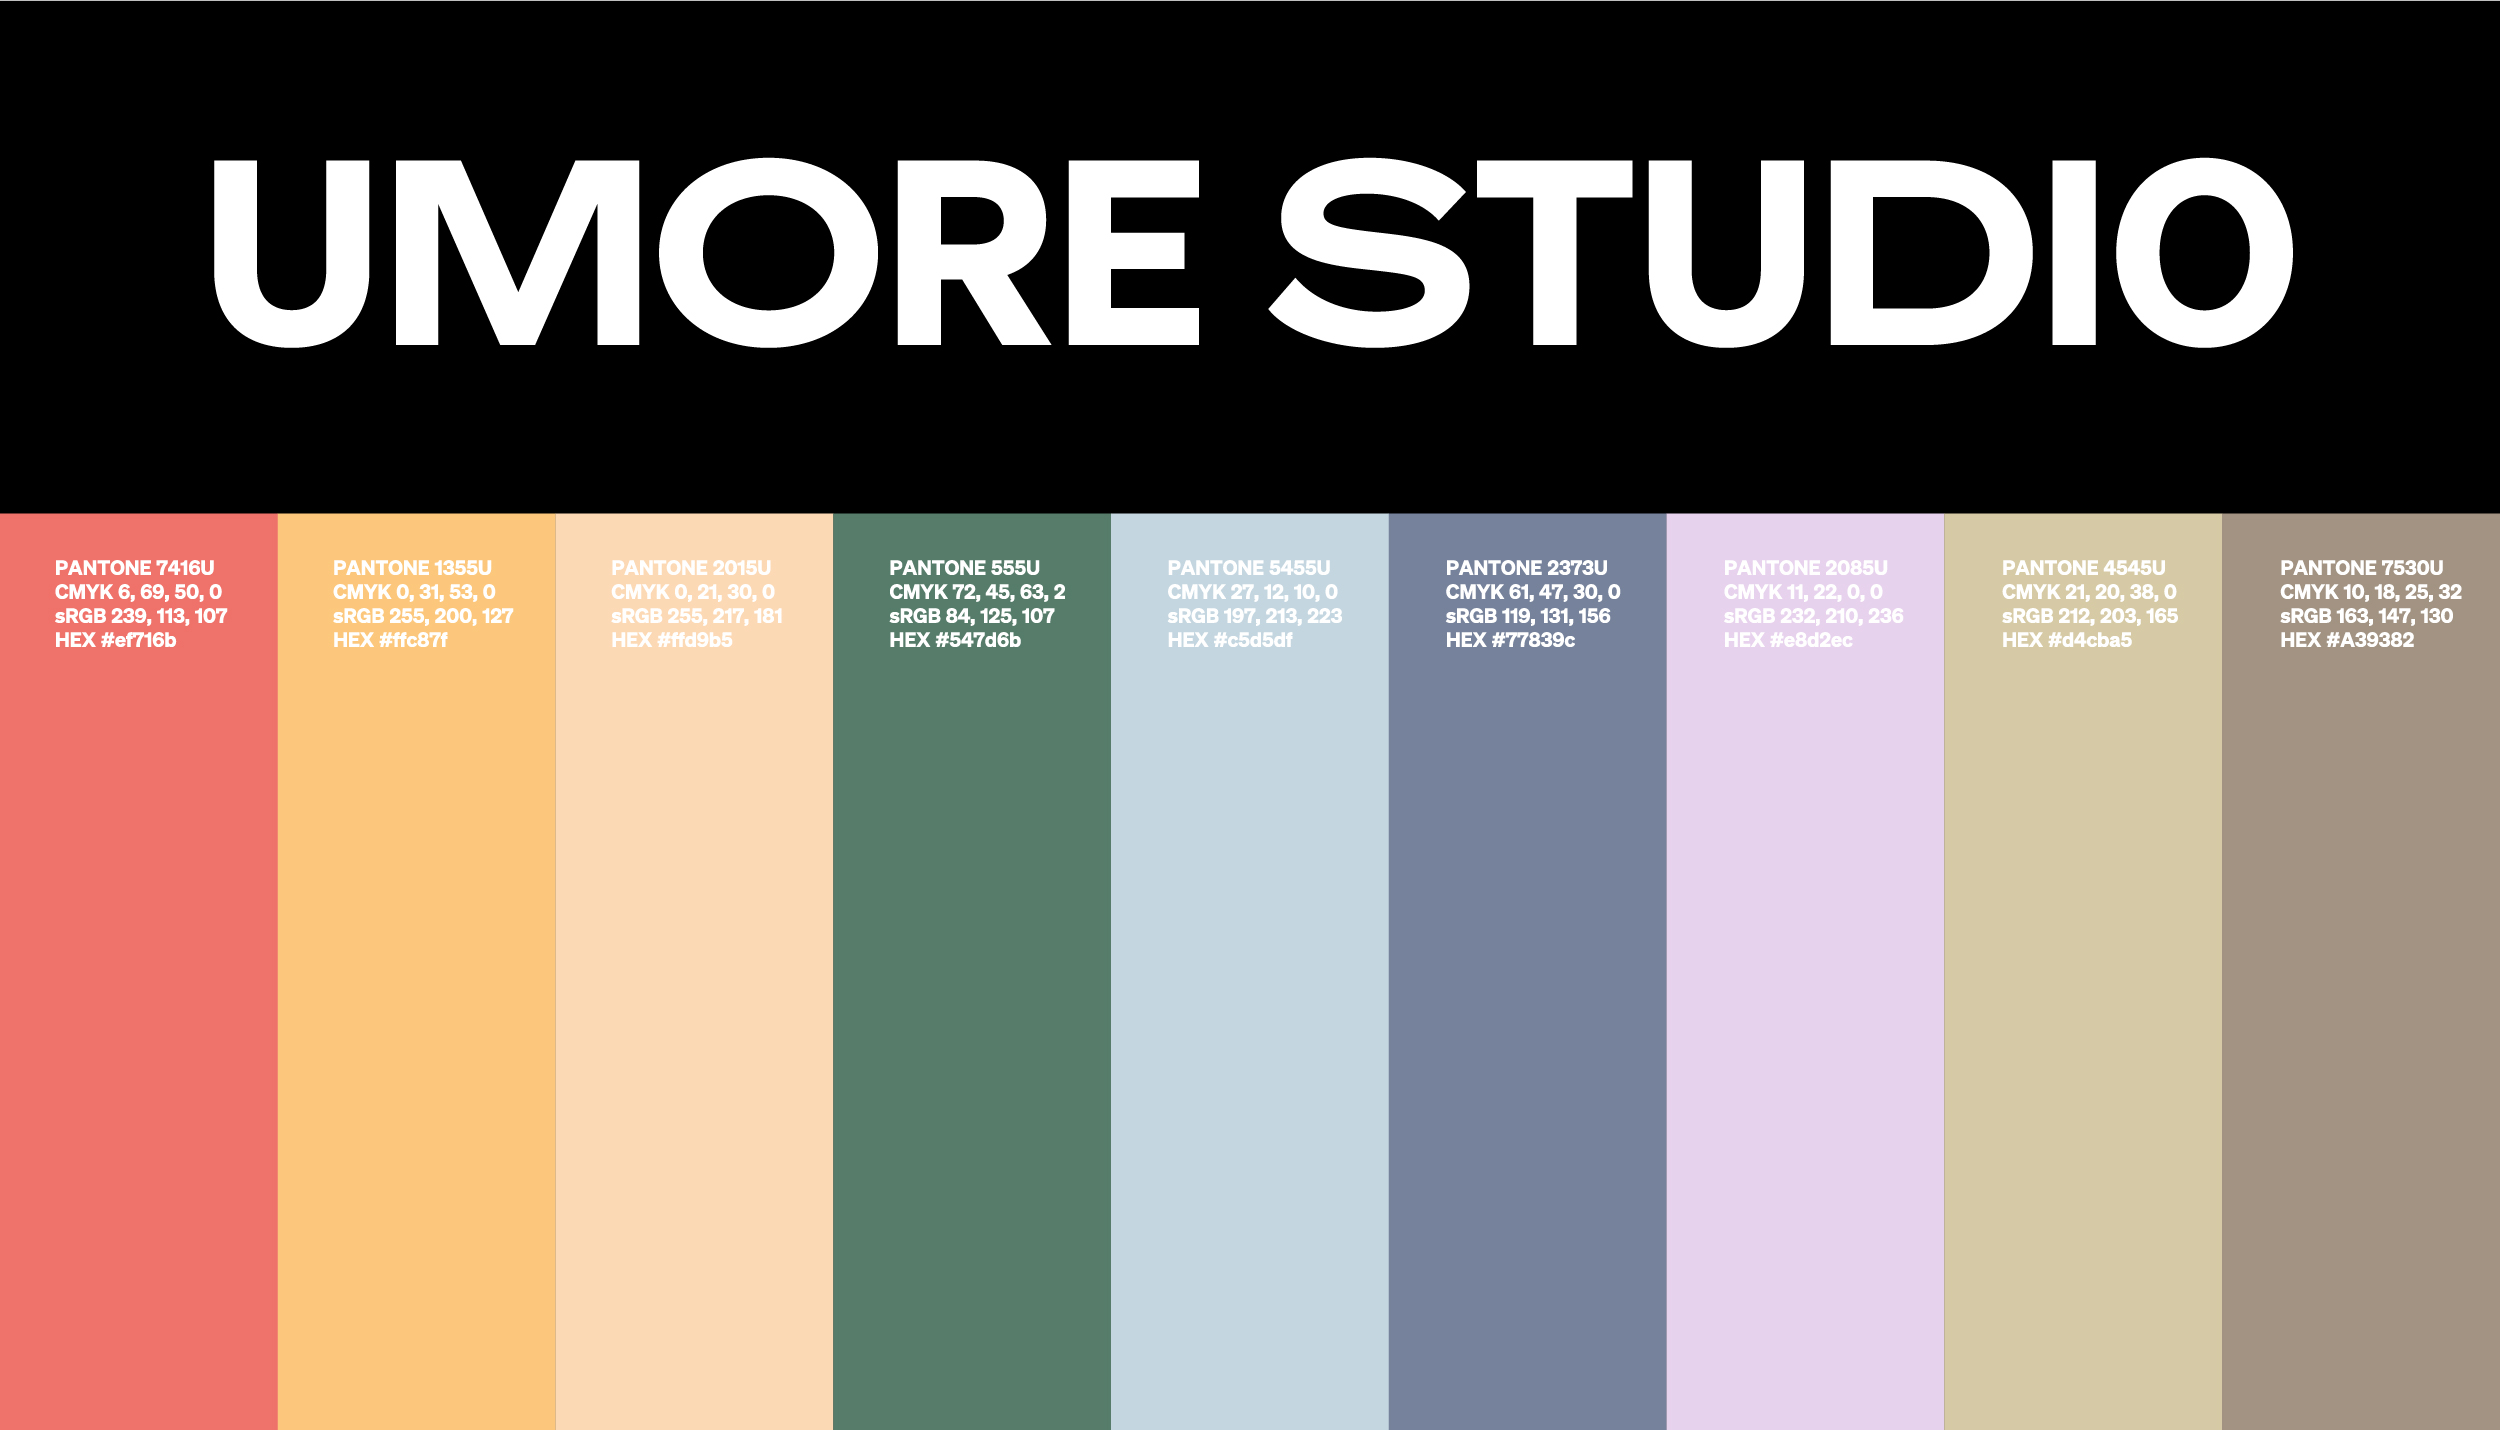 UMORE STUDIO
PANTONE 7416U
CMYK 6, 69, 50, 0
sRGB 239, 113, 107
HEX #ef716b
PANTONE 1355U
CMYK 0, 31, 53, 0
sRGB 255, 200, 127
HEX #ffc87f
PANTONE 2015U
CMYK 0, 21, 30, 0
sRGB 255, 217, 181
HEX #ffd9b5
PANTONE 555U
CMYK 72, 45, 63, 2
sRGB 84, 125, 107
HEX #547d6b
PANTONE 5455U
CMYK 27, 12, 10, 0
sRGB 197, 213, 223
HEX #c5d5df
PANTONE 2373U
CMYK 61, 47, 30, 0
sRGB 119, 131, 156
HEX #77839c
PANTONE 2085U
CMYK 11, 22, 0, 0
sRGB 232, 210, 236
HEX #e8d2ec
PANTONE 4545U
CMYK 21, 20, 38, 0
sRGB 212, 203, 165
HEX #d4cba5
PANTONE 7530U
CMYK 10, 18, 25, 32
sRGB 163, 147, 130
HEX #A39382